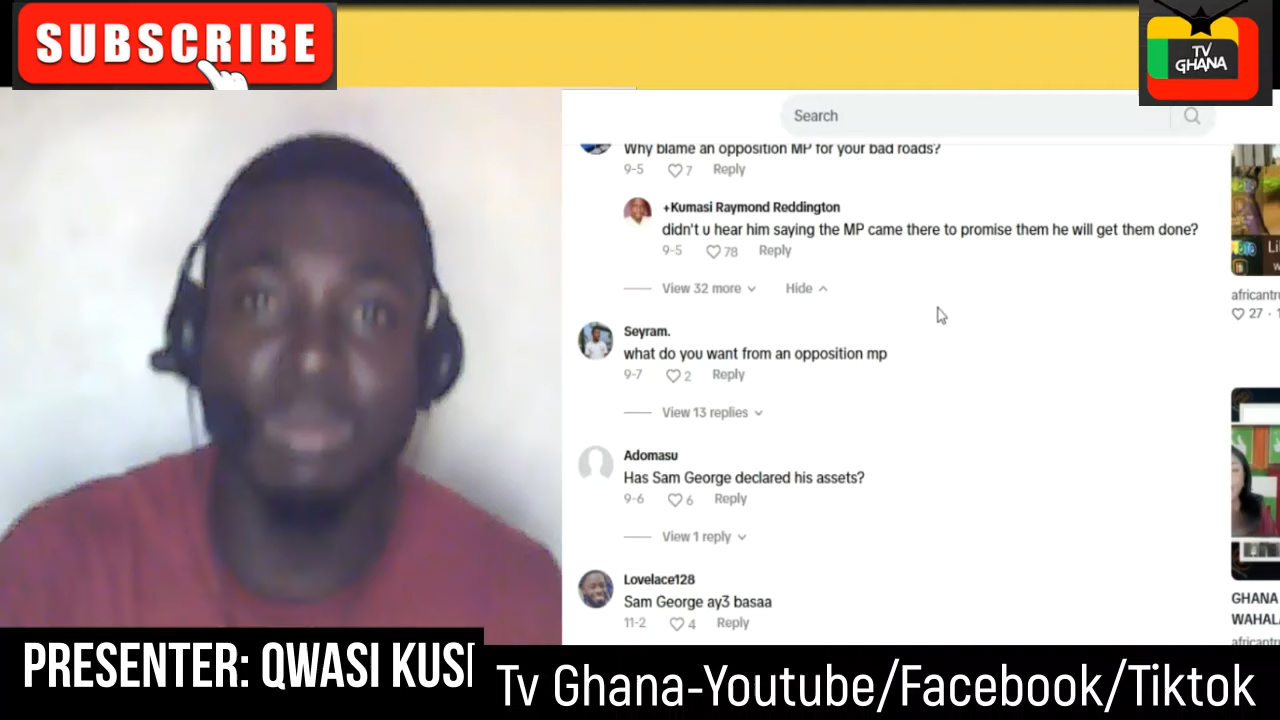 SUBSCRIBE
TV
GHANA
Search
Why blame an opposition MP for your bad roads?
9-5 7 Reply
+Kumasi Raymond Reddington
didn't u hear him saying the MP came there to promise them he will get them done?
9-5 78 Reply
View 32 more Hide
Seyram.
what do you want from an opposition mp
9-7 2 Reply
View 13 replies
Adomasu
Has Sam George declared his assets?
9-6 6 Reply
View 1 reply
Lovelace128
Sam George ay3 basaa
11-2 4 Reply
Li
africantr
27 · 1
GHANA
WAHAL
africantr
PRESENTER: QWASI KUS
Tv Ghana-Youtube/Facebook/Tiktok